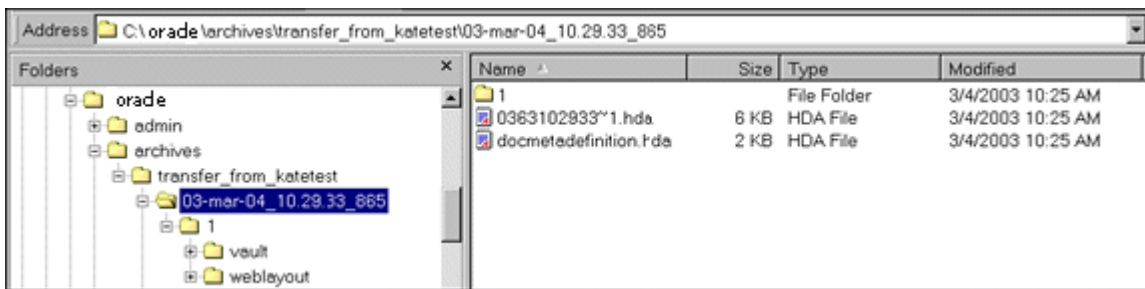 Address C:\orade\archives\transfer_from_katetest\03-mar-04_10.29.33_865
Folders ×
orade
admin
archives
transfer_from_katetest
03-mar-04_10.29.33_865
1
vault
weblayout
Name Size Type Modified
1 File Folder 3/4/2003 10:25 AM
0363102933~1.hda 6 KB HDA File 3/4/2003 10:25 AM
docmetadefinition.hda 2 KB HDA File 3/4/2003 10:25 AM